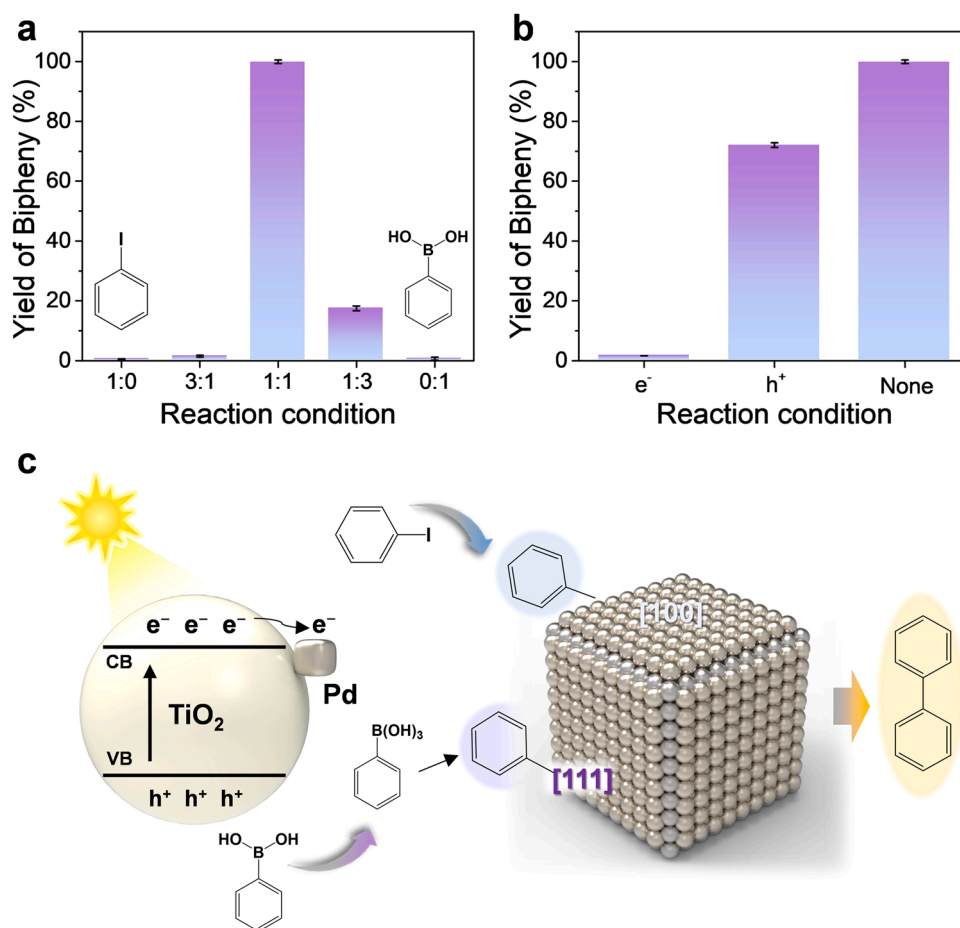 a
Yield of Bipheny (%)
100
80
60
40
20
0
I
HO OH
B
1:0 3:1 1:1 1:3 0:1
Reaction condition
b
Yield of Bipheny (%)
100
80
60
40
20
0
e⁻ h⁺ None
Reaction condition
c
I
[100]
e⁻ e⁻ e⁻ e⁻
CB
Pd
TiO₂
B(OH)₃
[111]
VB
h⁺ h⁺ h⁺
HO OH
B